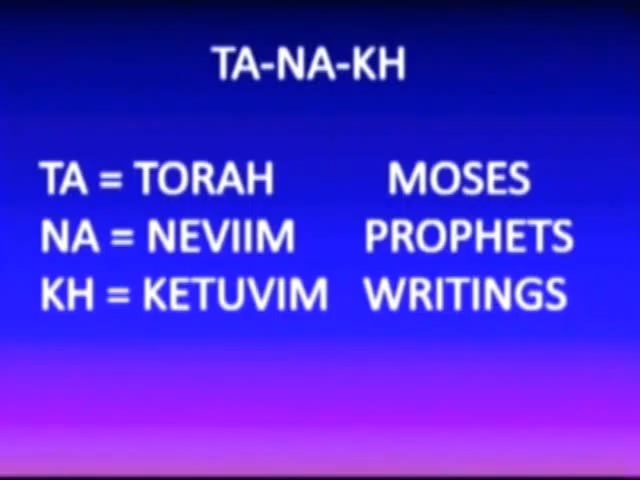 TA-NA-KH
TA = TORAH MOSES
NA = NEVIIM PROPHETS
KH = KETUVIM WRITINGS